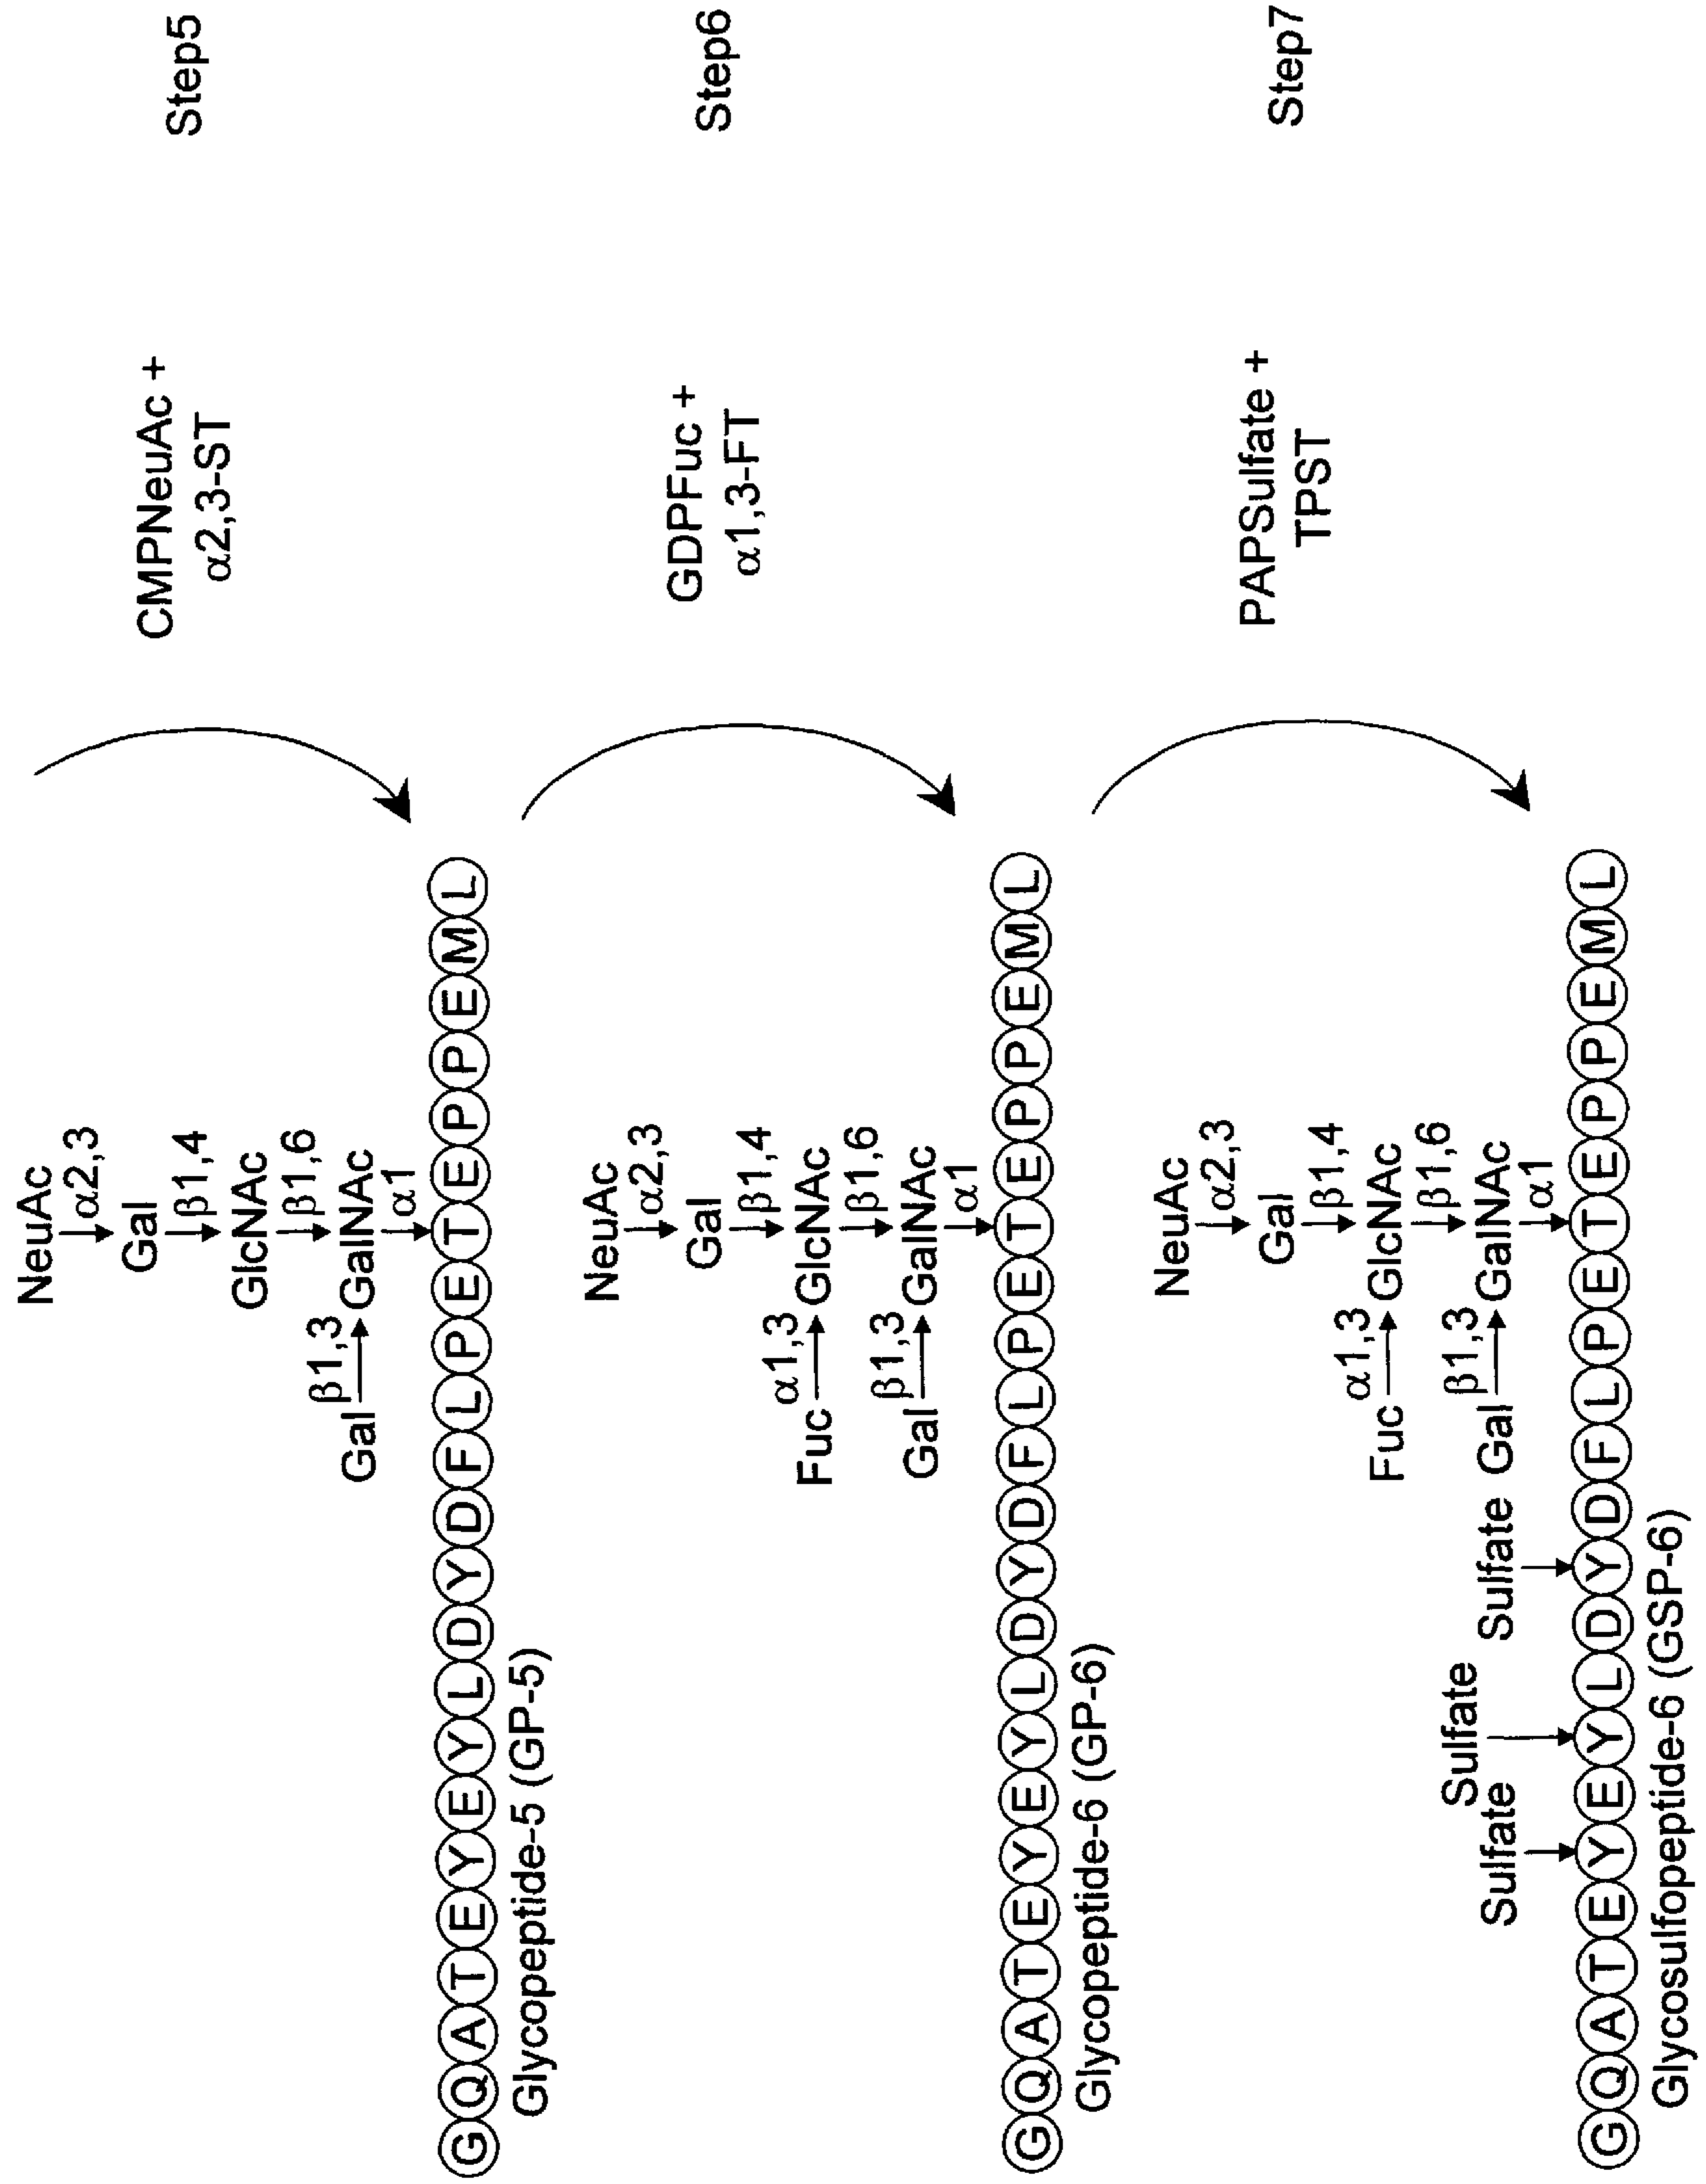 NeuAc
α2,3
Gal
β1,4
GlcNAc
β1,6
Gal β1,3 GalNAc
α1
GQATEYEYLDYDFLPETEPPEML
Glycopeptide-5 (GP-5)
CMPNeuAc +
α2,3-ST
Step5
NeuAc
α2,3
Gal
β1,4
Fuc α1,3 GlcNAc
β1,6
Gal β1,3 GalNAc
α1
GQATEYEYLDYDFLPETEPPEML
Glycopeptide-6 (GP-6)
GDPFuc +
α1,3-FT
Step6
NeuAc
α2,3
Gal
β1,4
Fuc α1,3 GlcNAc
β1,6
Sulfate
Sulfate Sulfate Gal β1,3 GalNAc
α1
GQATEYEYLDYDFLPETEPPEML
Glycosulfopeptide-6 (GSP-6)
PAPSulfate +
TPST
Step7